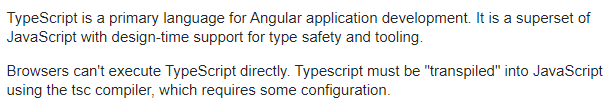 TypeScript is a primary language for Angular application development. It is a superset of
JavaScript with design-time support for type safety and tooling.
Browsers can't execute TypeScript directly. Typescript must be "transpiled" into JavaScript
using the tsc compiler, which requires some configuration.